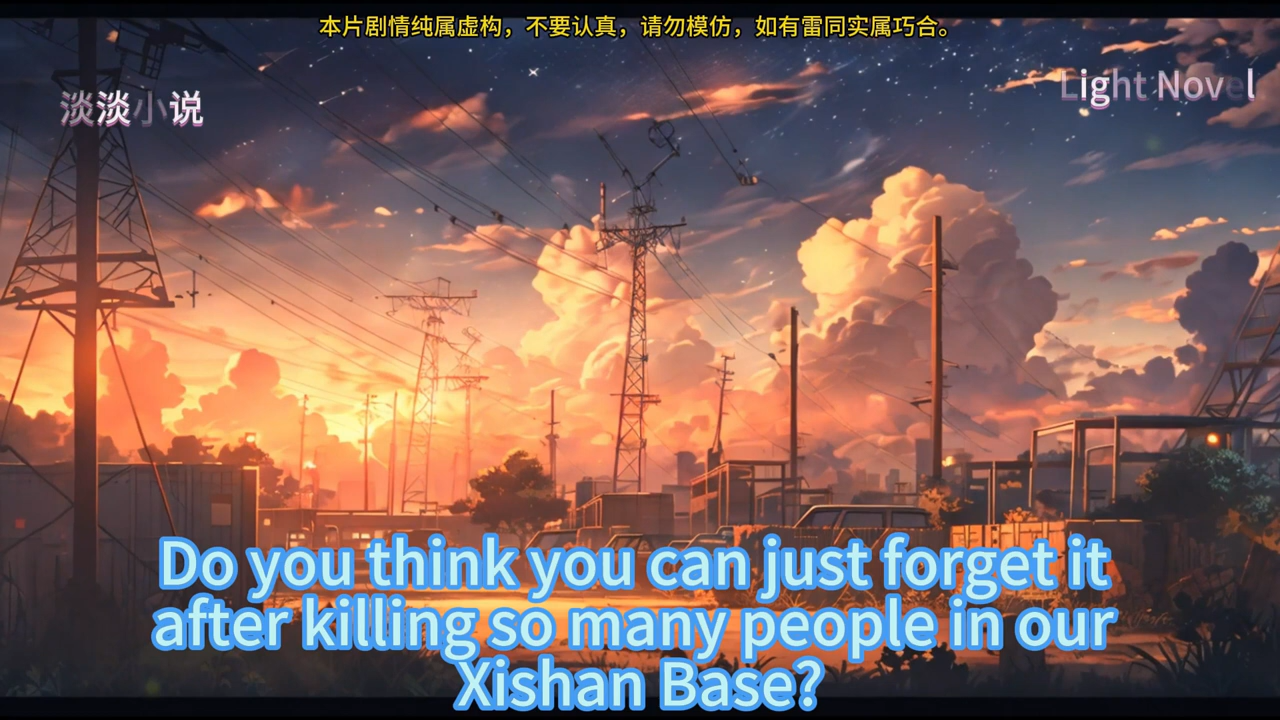 本片剧情纯属虚构，不要认真，请勿模仿，如有雷同实属巧合。
淡淡小说
Light Novel
Do you think you can just forget it
after killing so many people in our
Xishan Base?